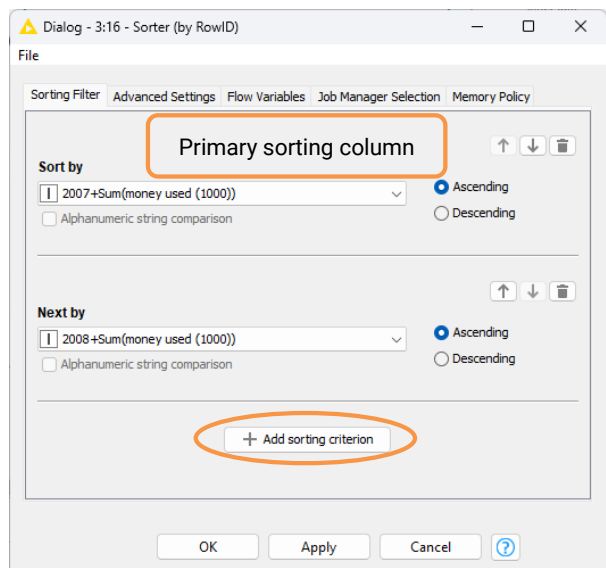 Dialog - 3:16 - Sorter (by RowID)
File
Sorting Filter Advanced Settings Flow Variables Job Manager Selection Memory Policy
Primary sorting column
Sort by
I 2007+Sum(money used (1000))
Ascending
Alphanumeric string comparison
Descending
Next by
I 2008+Sum(money used (1000))
Ascending
Alphanumeric string comparison
Descending
+ Add sorting criterion
OK Apply Cancel ?